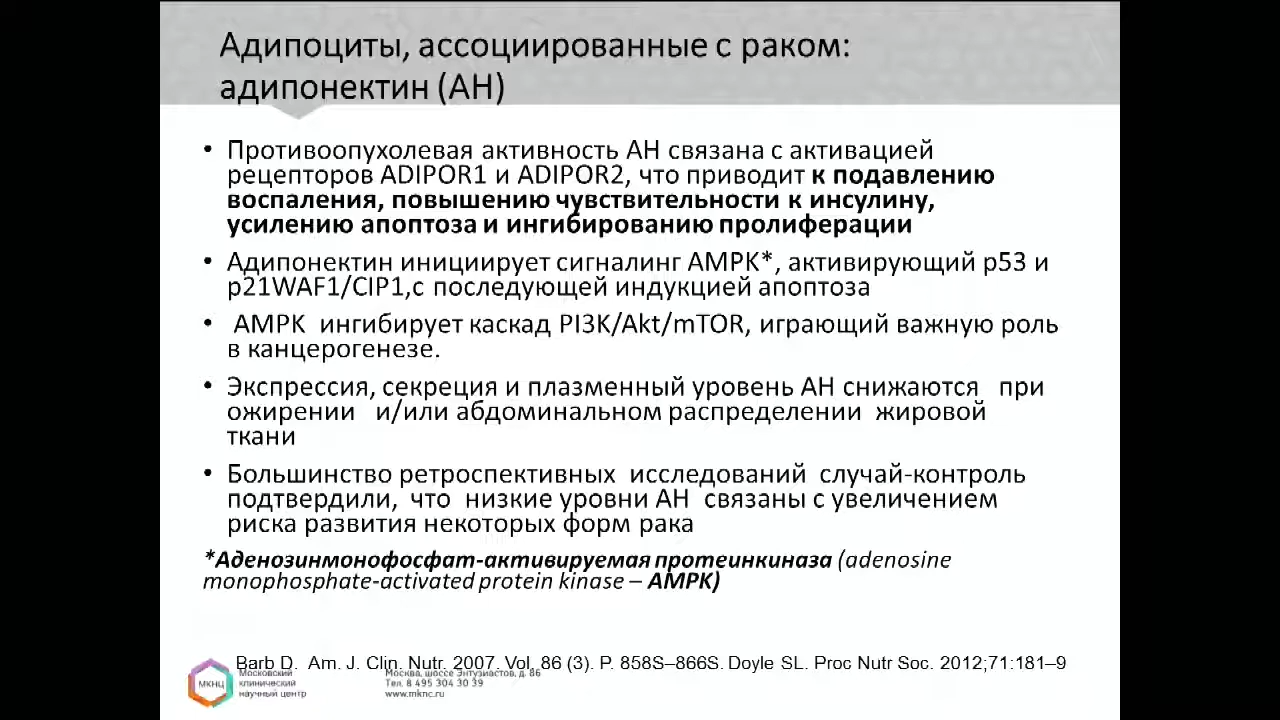 Адипоциты, ассоциированные с раком:
адипонектин (АН)
• Противоопухолевая активность АН связана с активацией
рецепторов ADIPOR1 и ADIPOR2, что приводит к подавлению
воспаления, повышению чувствительности к инсулину,
усилению апоптоза и ингибированию пролиферации
• Адипонектин инициирует сигналинг AMPK*, активирующий p53 и
p21WAF1/CIP1,с последующей индукцией апоптоза
• AMPK ингибирует каскад PI3K/Akt/mTOR, играющий важную роль
в канцерогенезе.
• Экспрессия, секреция и плазменный уровень АН снижаются при
ожирении и/или абдоминальном распределении жировой
ткани
• Большинство ретроспективных исследований случай-контроль
подтвердили, что низкие уровни АН связаны с увеличением
риска развития некоторых форм рака
*Аденозинмонофосфат-активируемая протеинкиназа (adenosine
monophosphate-activated protein kinase – AMPK)
Barb D. Am. J. Clin. Nutr. 2007. Vol. 86 (3). P. 858S–866S. Doyle SL. Proc Nutr Soc. 2012;71:181–9
МКНЦ
Московский
клинический
научный центр
Москва, шоссе Энтузиастов, д. 86
Тел. 8 495 304 30 39
www.mknc.ru